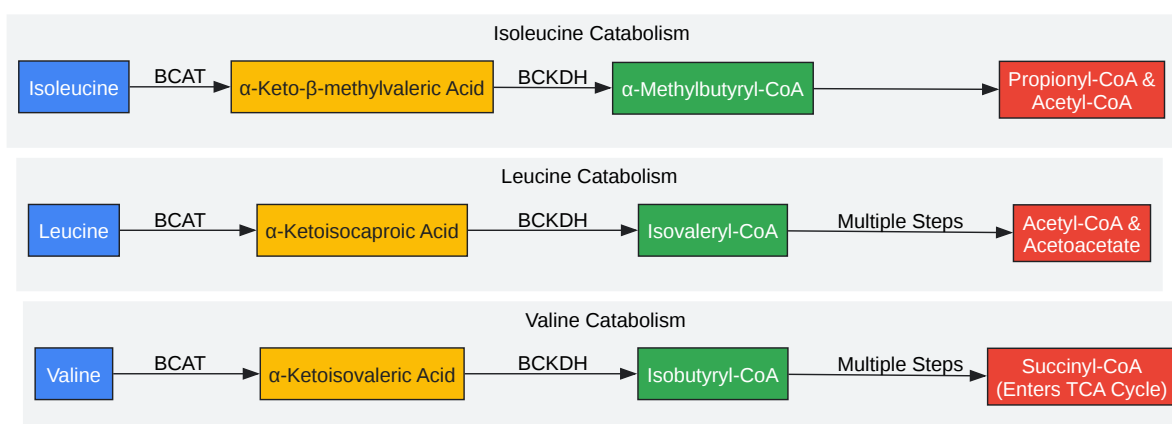 Isoleucine Catabolism
Isoleucine
BCAT
α-Keto-β-methylvaleric Acid
BCKDH
α-Methylbutyryl-CoA
Propionyl-CoA &
Acetyl-CoA
Leucine Catabolism
Leucine
BCAT
α-Ketoisocaproic Acid
BCKDH
Isovaleryl-CoA
Multiple Steps
Acetyl-CoA &
Acetoacetate
Valine Catabolism
Valine
BCAT
α-Ketoisovaleric Acid
BCKDH
Isobutyryl-CoA
Multiple Steps
Succinyl-CoA
(Enters TCA Cycle)